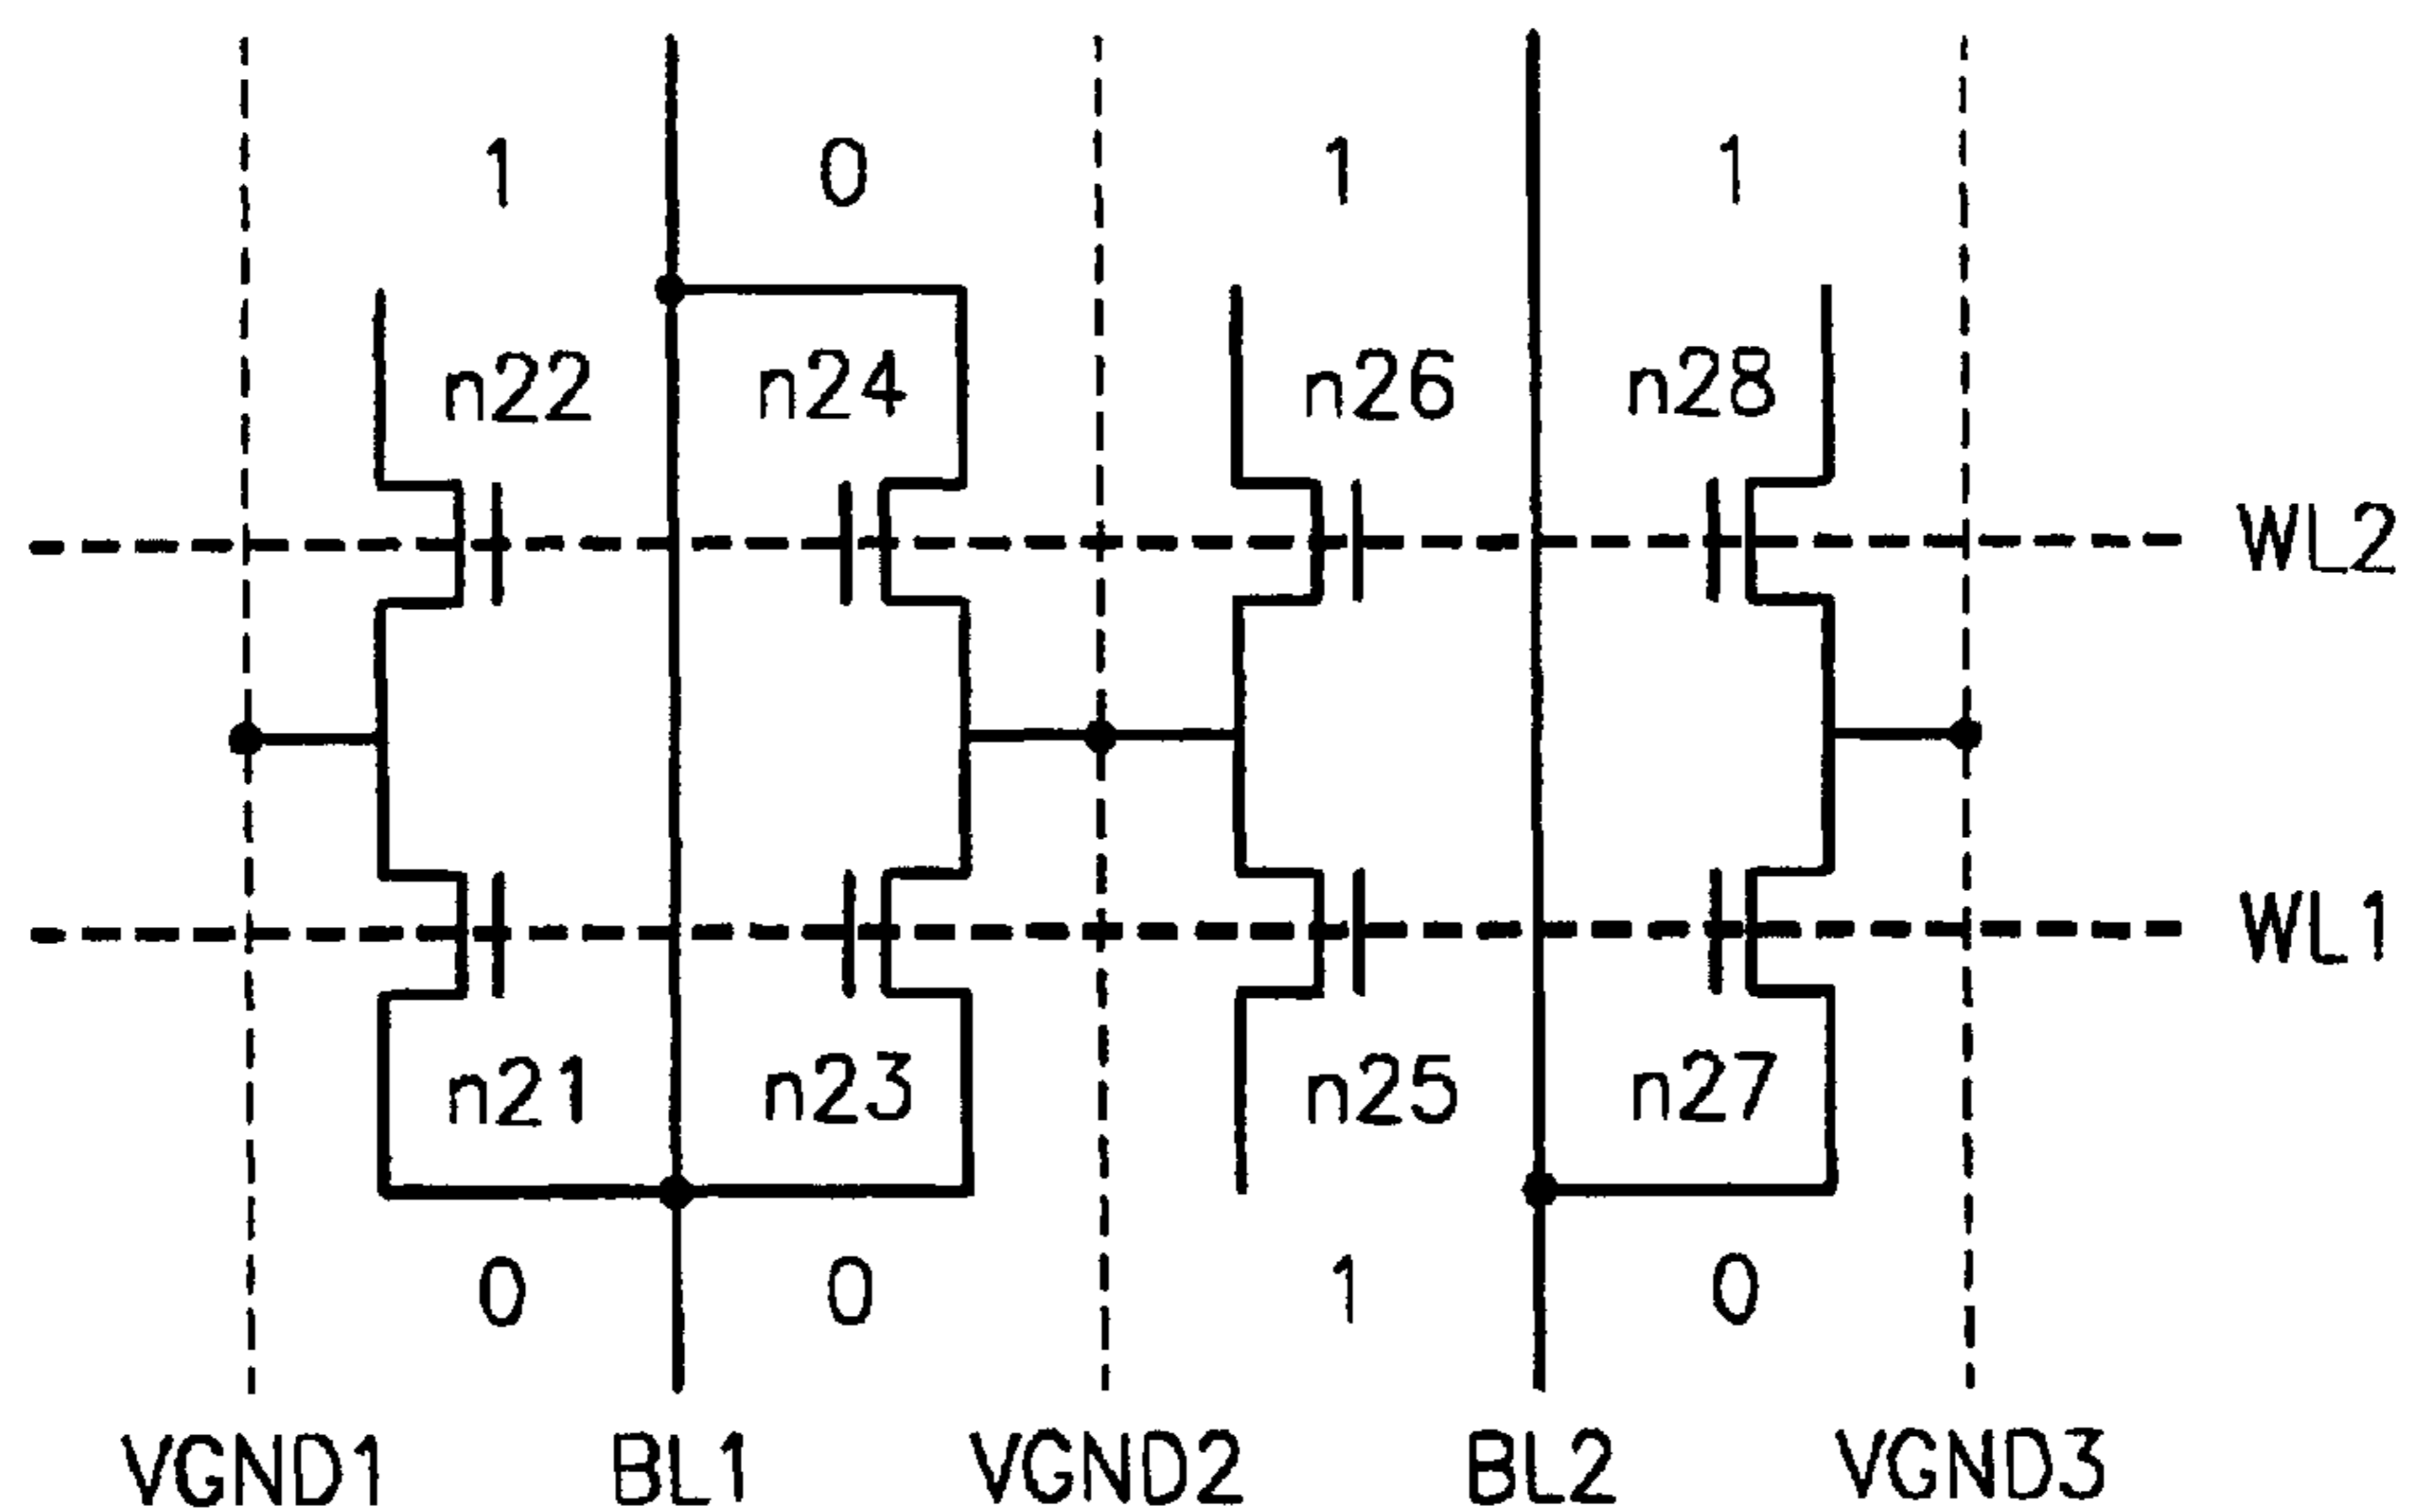 1 0 1 1
n22 n24 n26 n28
WL2
WL1
n21 n23 n25 n27
0 0 1 0
VGND1 BL1 VGND2 BL2 VGND3